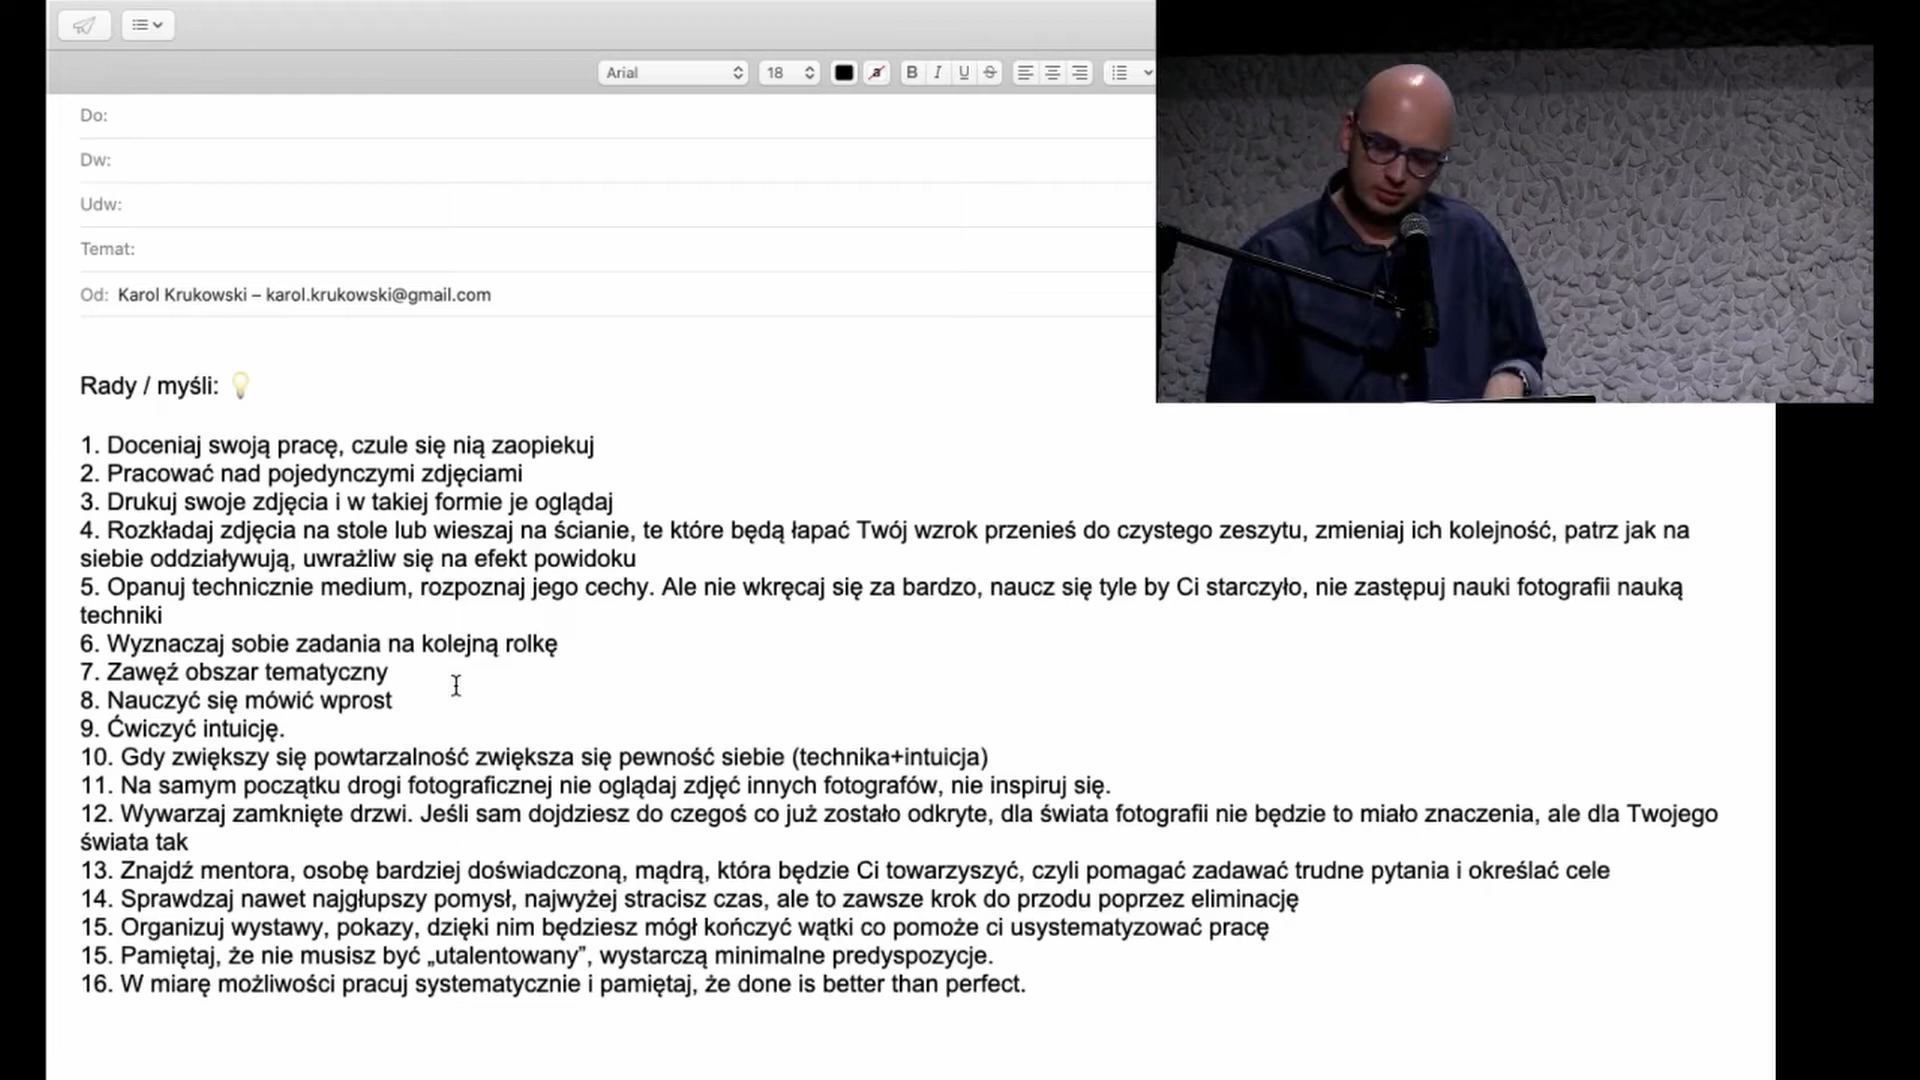 Arial
18
B I U S
Do:
Dw:
Udw:
Temat:
Od: Karol Krukowski – karol.krukowski@gmail.com
Rady / myśli: 💡
1. Doceniaj swoją pracę, czule się nią zaopiekuj
2. Pracować nad pojedynczymi zdjęciami
3. Drukuj swoje zdjęcia i w takiej formie je oglądaj
4. Rozkładaj zdjęcia na stole lub wieszaj na ścianie, te które będą łapać Twój wzrok przenieś do czystego zeszytu, zmieniaj ich kolejność, patrz jak na
siebie oddziaływują, uwrażliw się na efekt powidoku
5. Opanuj technicznie medium, rozpoznaj jego cechy. Ale nie wkręcaj się za bardzo, naucz się tyle by Ci starczyło, nie zastępuj nauki fotografii nauką
techniki
6. Wyznaczaj sobie zadania na kolejną rolkę
7. Zawęź obszar tematyczny
8. Nauczyć się mówić wprost
9. Ćwiczyć intuicję.
10. Gdy zwiększy się powtarzalność zwiększa się pewność siebie (technika+intuicja)
11. Na samym początku drogi fotograficznej nie oglądaj zdjęć innych fotografów, nie inspiruj się.
12. Wywarzaj zamknięte drzwi. Jeśli sam dojdziesz do czegoś co już zostało odkryte, dla świata fotografii nie będzie to miało znaczenia, ale dla Twojego
świata tak
13. Znajdź mentora, osobę bardziej doświadczoną, mądrą, która będzie Ci towarzyszyć, czyli pomagać zadawać trudne pytania i określać cele
14. Sprawdzaj nawet najgłupszy pomysł, najwyżej stracisz czas, ale to zawsze krok do przodu poprzez eliminację
15. Organizuj wystawy, pokazy, dzięki nim będziesz mógł kończyć wątki co pomoże ci usystematyzować pracę
15. Pamiętaj, że nie musisz być „utalentowany”, wystarczą minimalne predyspozycje.
16. W miarę możliwości pracuj systematycznie i pamiętaj, że done is better than perfect.